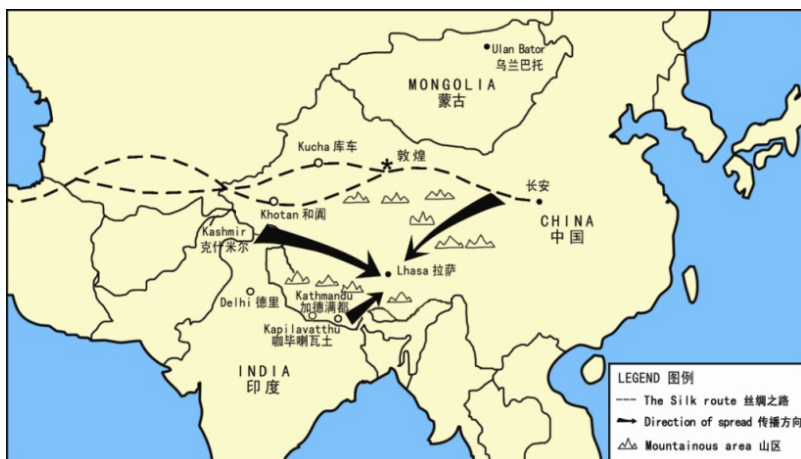 Ulan Bator
乌兰巴托
MONGOLIA
蒙古
Kucha 库车
敦煌
长安
Khotan 和阗
CHINA
中国
Kashmir
克什米尔
Lhasa 拉萨
Kathmandu
加德满都
Delhi 德里
Kapilavatthu
咖毕喇瓦土
INDIA
印度
LEGEND 图例
The Silk route 丝绸之路
Direction of spread 传播方向
Mountainous area 山区